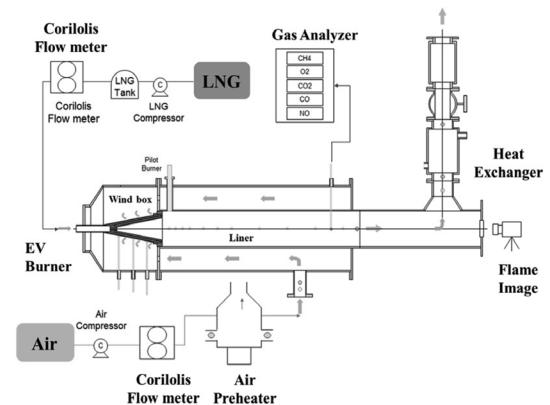 Corilolis
Flow meter
Corilolis
Flow meter
LNG
Tank
C
LNG
Compressor
LNG
Gas Analyzer
CH4
O2
CO2
CO
NO
Pilot
Burner
Wind box
Liner
EV
Burner
Heat
Exchanger
Flame
Image
Air
Air
Compressor
C
Corilolis
Flow meter
Air
Preheater